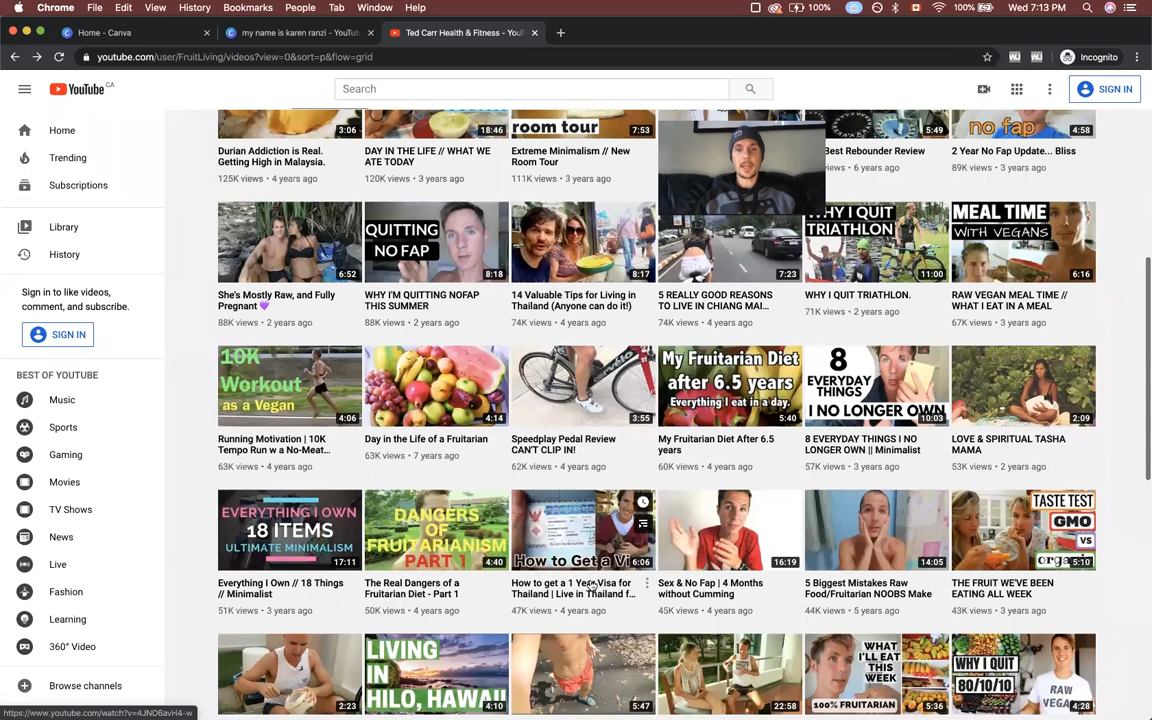 Chrome File Edit View History Bookmarks People Tab Window Help 100% 100% Wed 7:13 PM
Home - Canva × my name is karen ranzi - YouTub × Ted Carr Health & Fitness - You × +
youtube.com/user/FruitLiving/videos?view=0&sort=p&flow=grid Incognito
YouTube CA Search SIGN IN
Home
Trending
Subscriptions
Library
History
Sign in to like videos,
comment, and subscribe.
SIGN IN
BEST OF YOUTUBE
Music
Sports
Gaming
Movies
TV Shows
News
Live
Fashion
Learning
360° Video
Browse channels
3:06 18:46 room tour 7:53 5:49 no fap 4:58
Durian Addiction is Real.
Getting High in Malaysia.
125K views • 4 years ago
DAY IN THE LIFE // WHAT WE
ATE TODAY
120K views • 3 years ago
Extreme Minimalism // New
Room Tour
111K views • 3 years ago
Best Rebounder Review
• 6 years ago
2 Year No Fap Update... Bliss
89K views • 3 years ago
6:52
She's Mostly Raw, and Fully
Pregnant 💜
88K views • 2 years ago
QUITTING
NO FAP
8:18
WHY I'M QUITTING NOFAP
THIS SUMMER
88K views • 2 years ago
8:17
14 Valuable Tips for Living in
Thailand (Anyone can do it!)
74K views • 4 years ago
7:23
5 REALLY GOOD REASONS
TO LIVE IN CHIANG MAI...
74K views • 4 years ago
WHY I QUIT
TRIATHLON
11:00
WHY I QUIT TRIATHLON.
71K views • 2 years ago
MEAL TIME
WITH VEGANS
6:16
RAW VEGAN MEAL TIME //
WHAT I EAT IN A MEAL
67K views • 3 years ago
10K
Workout
as a Vegan
4:06
Running Motivation | 10K
Tempo Run w a No-Meat...
63K views • 4 years ago
4:14
Day in the Life of a Fruitarian
63K views • 7 years ago
3:55
Speedplay Pedal Review
CAN'T CLIP IN!
62K views • 4 years ago
My Fruitarian Diet
after 6.5 years
Everything I eat in a day.
5:40
My Fruitarian Diet After 6.5
years
60K views • 4 years ago
8
EVERYDAY
THINGS
I NO LONGER OWN
10:03
8 EVERYDAY THINGS I NO
LONGER OWN || Minimalist
57K views • 3 years ago
2:09
LOVE & SPIRITUAL TASHA
MAMA
53K views • 2 years ago
EVERYTHING I OWN
18 ITEMS
ULTIMATE MINIMALISM
17:11
Everything I Own // 18 Things
// Minimalist
51K views • 3 years ago
DANGERS
OF
FRUITARIANISM
PART 1
4:40
The Real Dangers of a
Fruitarian Diet - Part 1
50K views • 4 years ago
How to Get a Vi
6:06
How to get a 1 Year Visa for
Thailand | Live in Thailand f...
47K views • 4 years ago
16:19
Sex & No Fap | 4 Months
without Cumming
45K views • 4 years ago
14:05
5 Biggest Mistakes Raw
Food/Fruitarian NOOBS Make
44K views • 5 years ago
TASTE TEST
GMO
VS
organic
5:10
THE FRUIT WE'VE BEEN
EATING ALL WEEK
43K views • 3 years ago
2:23
LIVING
IN
HILO, HAWAII
4:10
5:47
22:58
WHAT
I'LL EAT
THIS
WEEK
100% FRUITARIAN
5:36
WHY I QUIT
80/10/10
RAW
VEGAN
4:28
https://www.youtube.com/watch?v=4JND6avH4-w